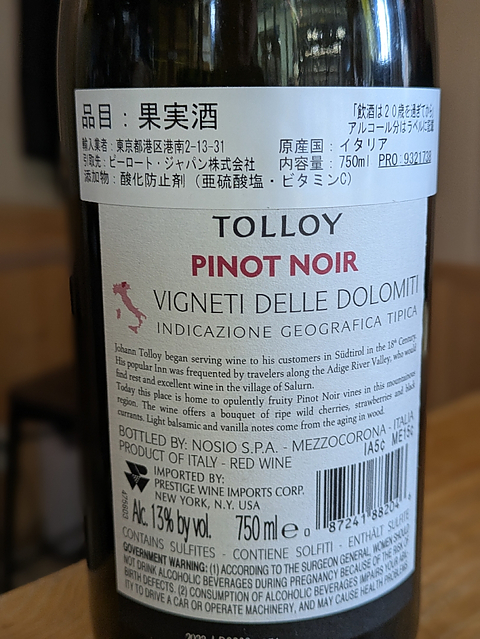 品目：果実酒
「飲酒は20歳を過ぎてから」
アルコール分はラベルに記載
輸入業者：東京都港区港南2-13-31
原産国：イタリア
引取先：ピーロート・ジャパン株式会社
内容量：750ml PRO:9321728
添加物：酸化防止剤（亜硫酸塩・ビタミンC）
TOLLOY
PINOT NOIR
VIGNETI DELLE DOLOMITI
INDICAZIONE GEOGRAFICA TIPICA
Johann Tolloy began serving wine to his customers in Südtirol in the 18th Century.
His popular Inn was frequented by travelers along the Adige River Valley, who would
find rest and excellent wine in the village of Salurn.
Today this place is home to opulently fruity Pinot Noir vines in this mountainous
region. The wine offers a bouquet of ripe wild cherries, strawberries and black
currants. Light balsamic and vanilla notes come from the aging in wood.
BOTTLED BY: NOSIO S.P.A. - MEZZOCORONA - ITALIA
PRODUCT OF ITALY - RED WINE
IA5c ME15c
IMPORTED BY:
PRESTIGE WINE IMPORTS CORP.
NEW YORK, N.Y. USA
Alc. 13% by vol. 750 ml e
0 87241 88204
CONTAINS SULFITES - CONTIENE SOLFITI - ENTHÄLT SULFITE
GOVERNMENT WARNING: (1) ACCORDING TO THE SURGEON GENERAL, WOMEN SHOULD
NOT DRINK ALCOHOLIC BEVERAGES DURING PREGNANCY BECAUSE OF THE RISK OF
BIRTH DEFECTS. (2) CONSUMPTION OF ALCOHOLIC BEVERAGES IMPAIRS YOUR ABIL-
ITY TO DRIVE A CAR OR OPERATE MACHINERY, AND MAY CAUSE HEALTH PROBLEMS.